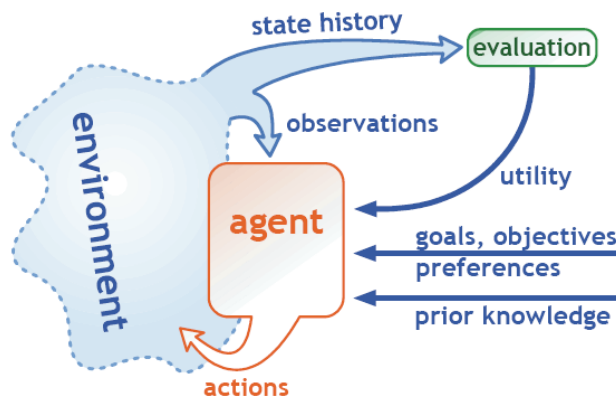 state history
evaluation
environment
observations
utility
agent
goals, objectives
preferences
prior knowledge
actions